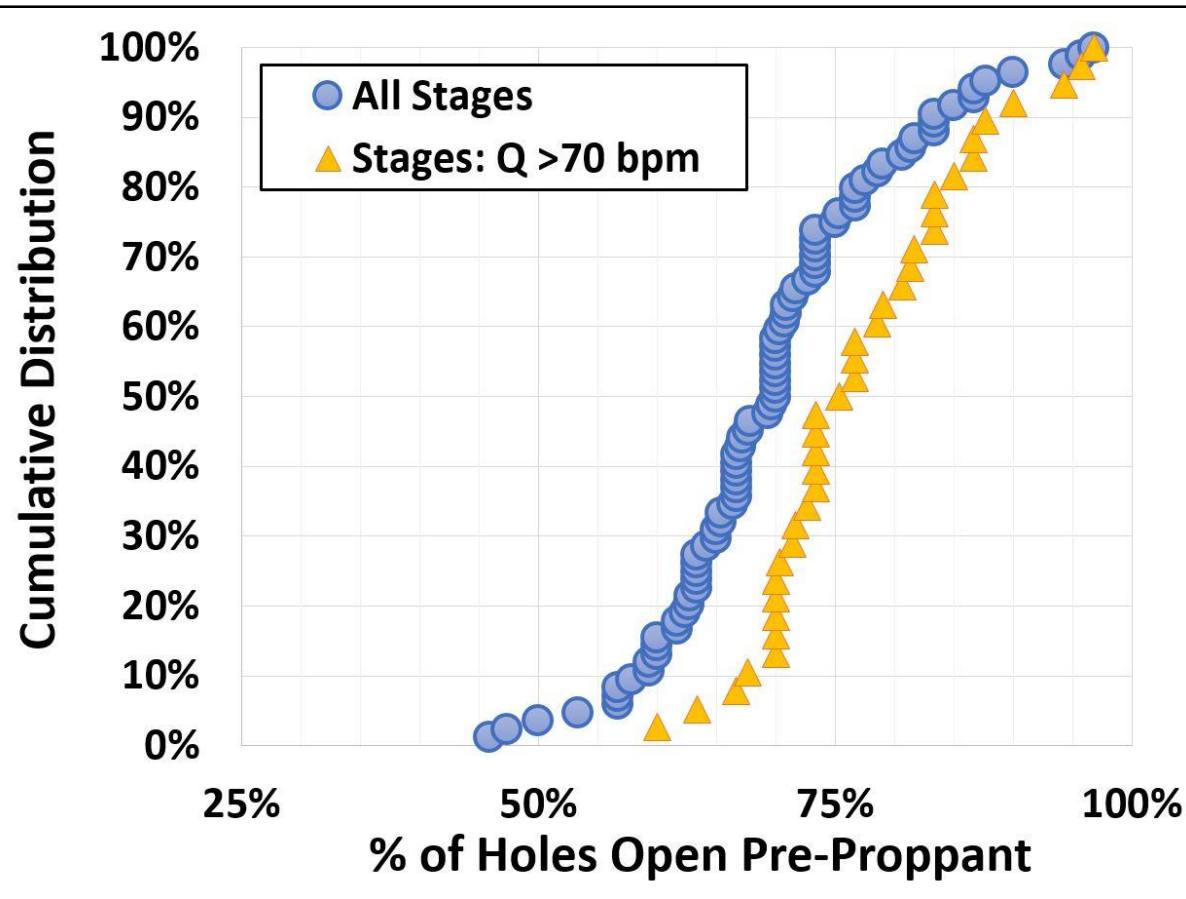 100%
90%
80%
70%
60%
50%
40%
30%
20%
10%
0%
Cumulative Distribution
All Stages
Stages: Q >70 bpm
25% 50% 75% 100%
% of Holes Open Pre-Proppant